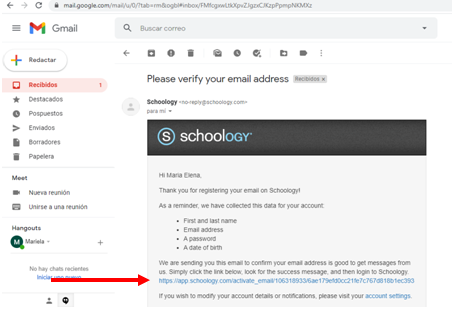 mail.google.com/mail/u/0/?tab=rm&ogbl#inbox/FMfcgxwLtkXpvZJgzxCJKzpPpmpNKMXz
Gmail
Buscar correo
Redactar
Recibidos 1
Destacados
Pospuestos
Enviados
Borradores
Papelera
Meet
Nueva reunión
Unirse a una reunión
Hangouts
M Mariela
No hay chats recientes
Iniciar uno nuevo
Please verify your email address Recibidos x
Schoology <no-reply@schoology.com>
para mí
S schoology
Hi Maria Elena,
Thank you for registering your email on Schoology!
As a reminder, we have collected this data for your account:
• First and last name
• Email address
• A password
• A date of birth
We are sending you this email to confirm your email address is good to get messages from
us. Simply click the link below, look for the success message, and then login to Schoology.
https://app.schoology.com/activate_email/106318933/6ae179efd0cc21fe7c767d818b1ec393
If you wish to modify your account details or notifications, please visit your account settings.